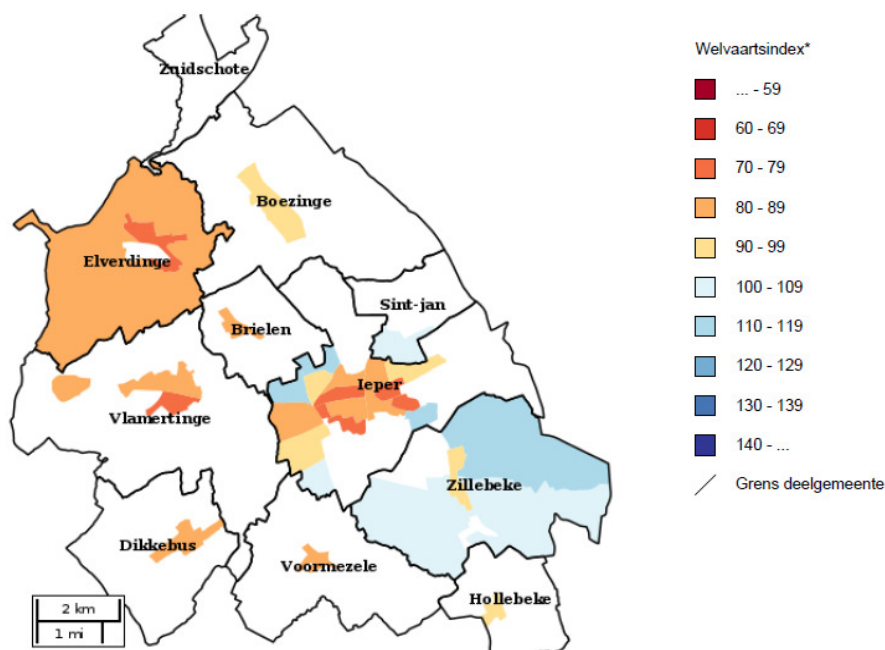 Zuidschote
Boezinge
Elverdinge
Sint-jan
Brielen
Ieper
Vlamertinge
Zillebeke
Dikkebus
Voormezele
Hollebeke
2 km
1 mi
Welvaartsindex*
... - 59
60 - 69
70 - 79
80 - 89
90 - 99
100 - 109
110 - 119
120 - 129
130 - 139
140 - ...
Grens deelgemeente